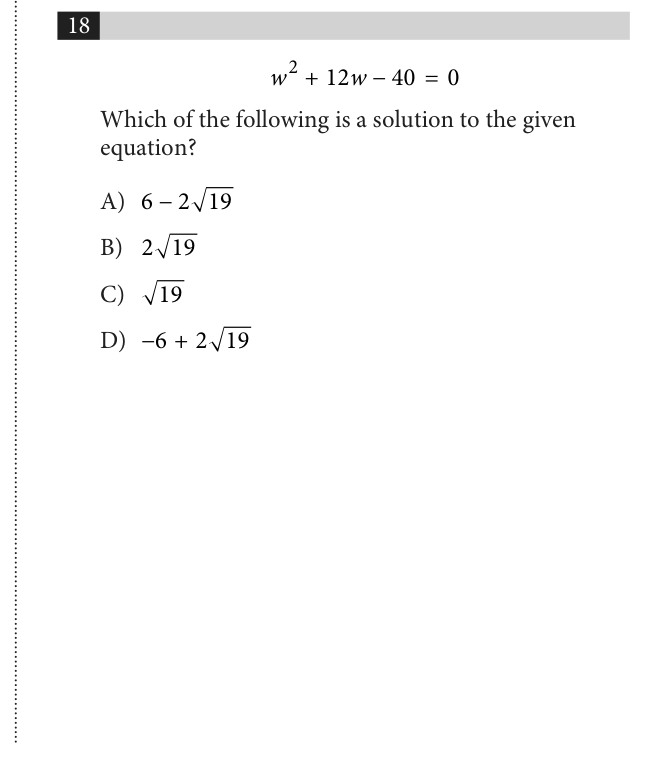 18
w² + 12w − 40 = 0
Which of the following is a solution to the given
equation?
A) 6 − 2√19
B) 2√19
C) √19
D) −6 + 2√19